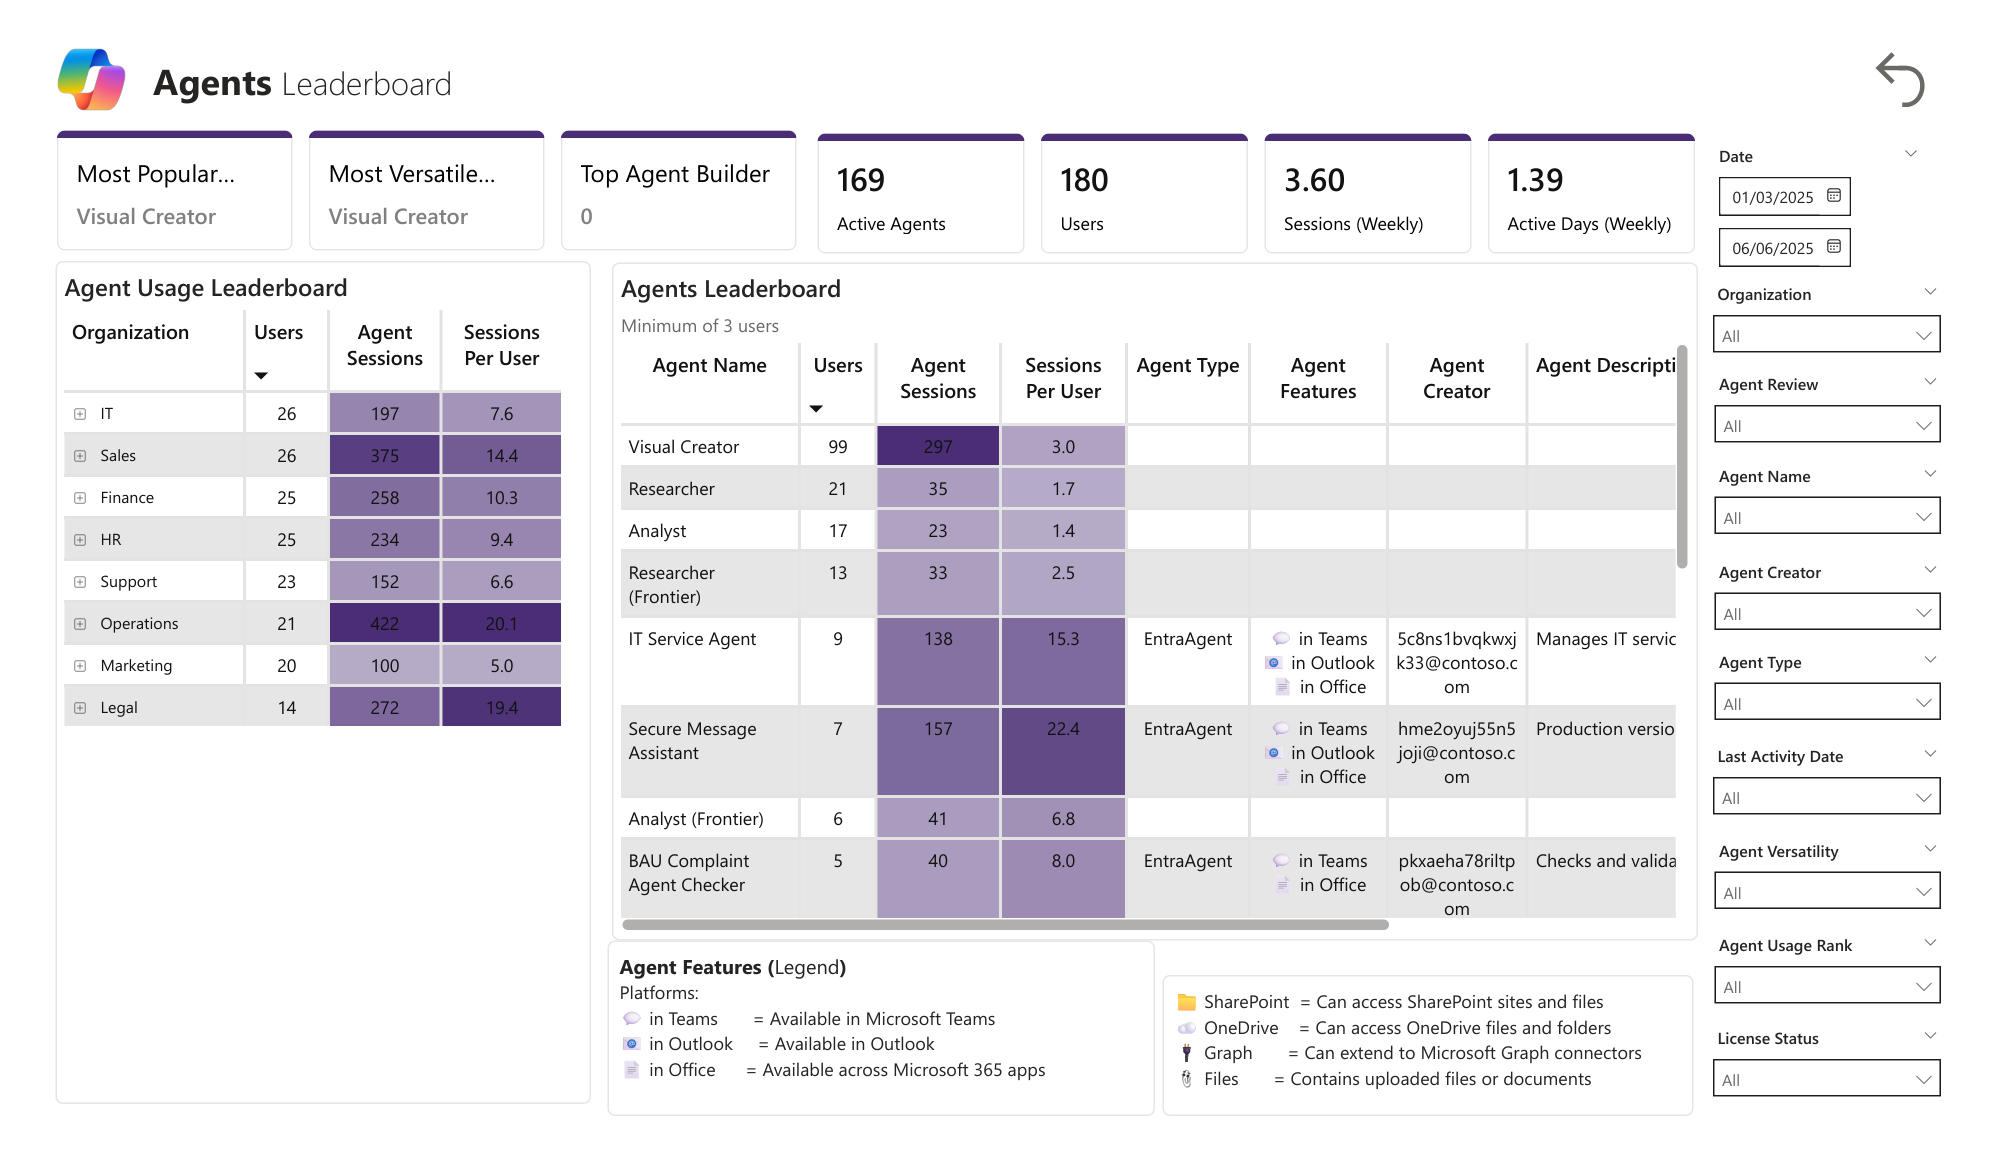 Agents Leaderboard
Most Popular...
Visual Creator
Most Versatile...
Visual Creator
Top Agent Builder
0
169
Active Agents
180
Users
3.60
Sessions (Weekly)
1.39
Active Days (Weekly)
Agent Usage Leaderboard
Organization Users Agent Sessions Sessions Per User
IT 26 197 7.6
Sales 26 375 14.4
Finance 25 258 10.3
HR 25 234 9.4
Support 23 152 6.6
Operations 21 422 20.1
Marketing 20 100 5.0
Legal 14 272 19.4
Agents Leaderboard
Minimum of 3 users
Agent Name Users Agent Sessions Sessions Per User Agent Type Agent Features Agent Creator Agent Descripti
Visual Creator 99 297 3.0
Researcher 21 35 1.7
Analyst 17 23 1.4
Researcher (Frontier) 13 33 2.5
IT Service Agent 9 138 15.3 EntraAgent in Teams 5c8ns1bvqkwxj Manages IT servic
in Outlook k33@contoso.c
in Office om
Secure Message 7 157 22.4 EntraAgent in Teams hme2oyuj55n5 Production versio
Assistant in Outlook joji@contoso.c
in Office om
Analyst (Frontier) 6 41 6.8
BAU Complaint 5 40 8.0 EntraAgent in Teams pkxaeha78riltp Checks and valida
Agent Checker in Office ob@contoso.c
om
Agent Features (Legend)
Platforms:
in Teams = Available in Microsoft Teams
in Outlook = Available in Outlook
in Office = Available across Microsoft 365 apps
SharePoint = Can access SharePoint sites and files
OneDrive = Can access OneDrive files and folders
Graph = Can extend to Microsoft Graph connectors
Files = Contains uploaded files or documents
Date
01/03/2025
06/06/2025
Organization
All
Agent Review
All
Agent Name
All
Agent Creator
All
Agent Type
All
Last Activity Date
All
Agent Versatility
All
Agent Usage Rank
All
License Status
All